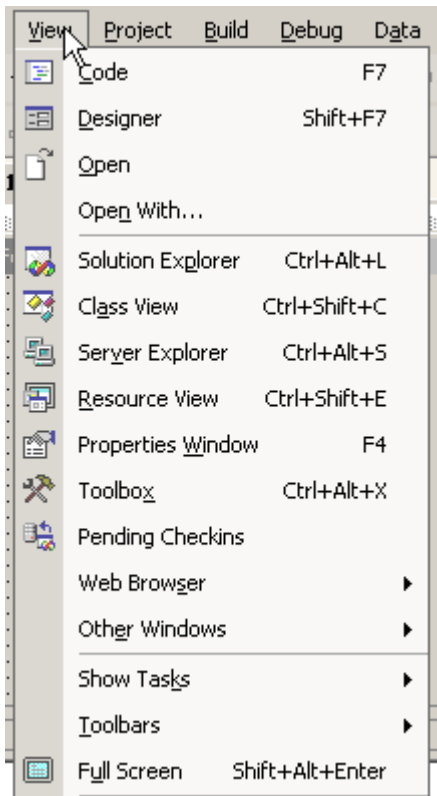 View Project Build Debug Data
Code F7
Designer Shift+F7
Open
Open With...
Solution Explorer Ctrl+Alt+L
Class View Ctrl+Shift+C
Server Explorer Ctrl+Alt+S
Resource View Ctrl+Shift+E
Properties Window F4
Toolbox Ctrl+Alt+X
Pending Checkins
Web Browser
Other Windows
Show Tasks
Toolbars
Full Screen Shift+Alt+Enter